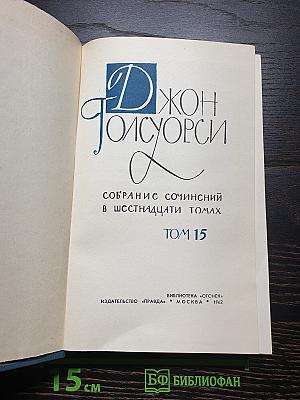 ДЖОН
ГОЛСУОРСИ
СОБРАНИЕ СОЧИНЕНИЙ
В ШЕСТНАДЦАТИ ТОМАХ
ТОМ 15
БИБЛИОТЕКА «ОГОНЕК»
ИЗДАТЕЛЬСТВО «ПРАВДА» • МОСКВА • 1962
15 см
БФ БИБЛИОФАН